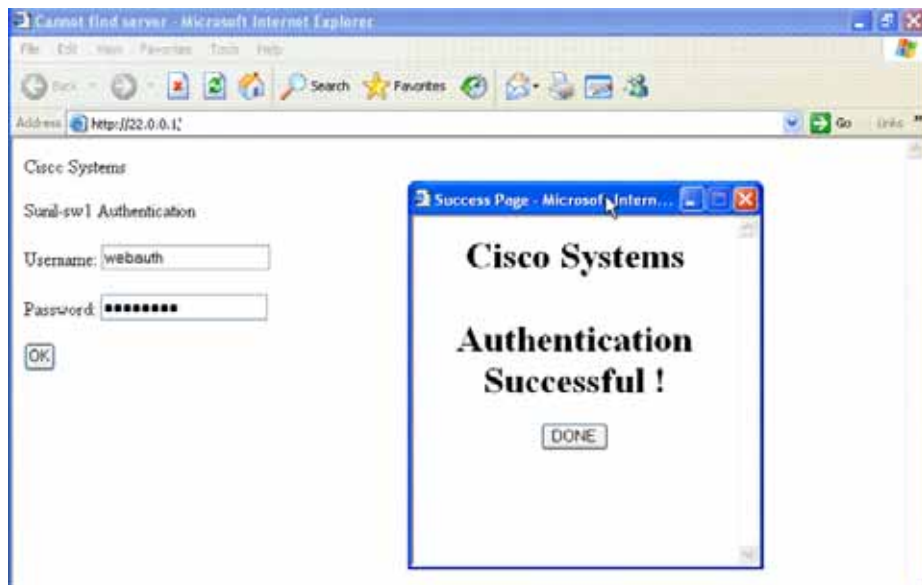 Cannot find server - Microsoft Internet Explorer
File Edit View Favorites Tools Help
Back Search Favorites
Address http://22.0.0.1 Go Links »
Cisco Systems
Sunil-sw1 Authentication
Username: webauth
Password: ●●●●●●●●
OK
Success Page - Microsoft Intern...
Cisco Systems
Authentication
Successful !
DONE